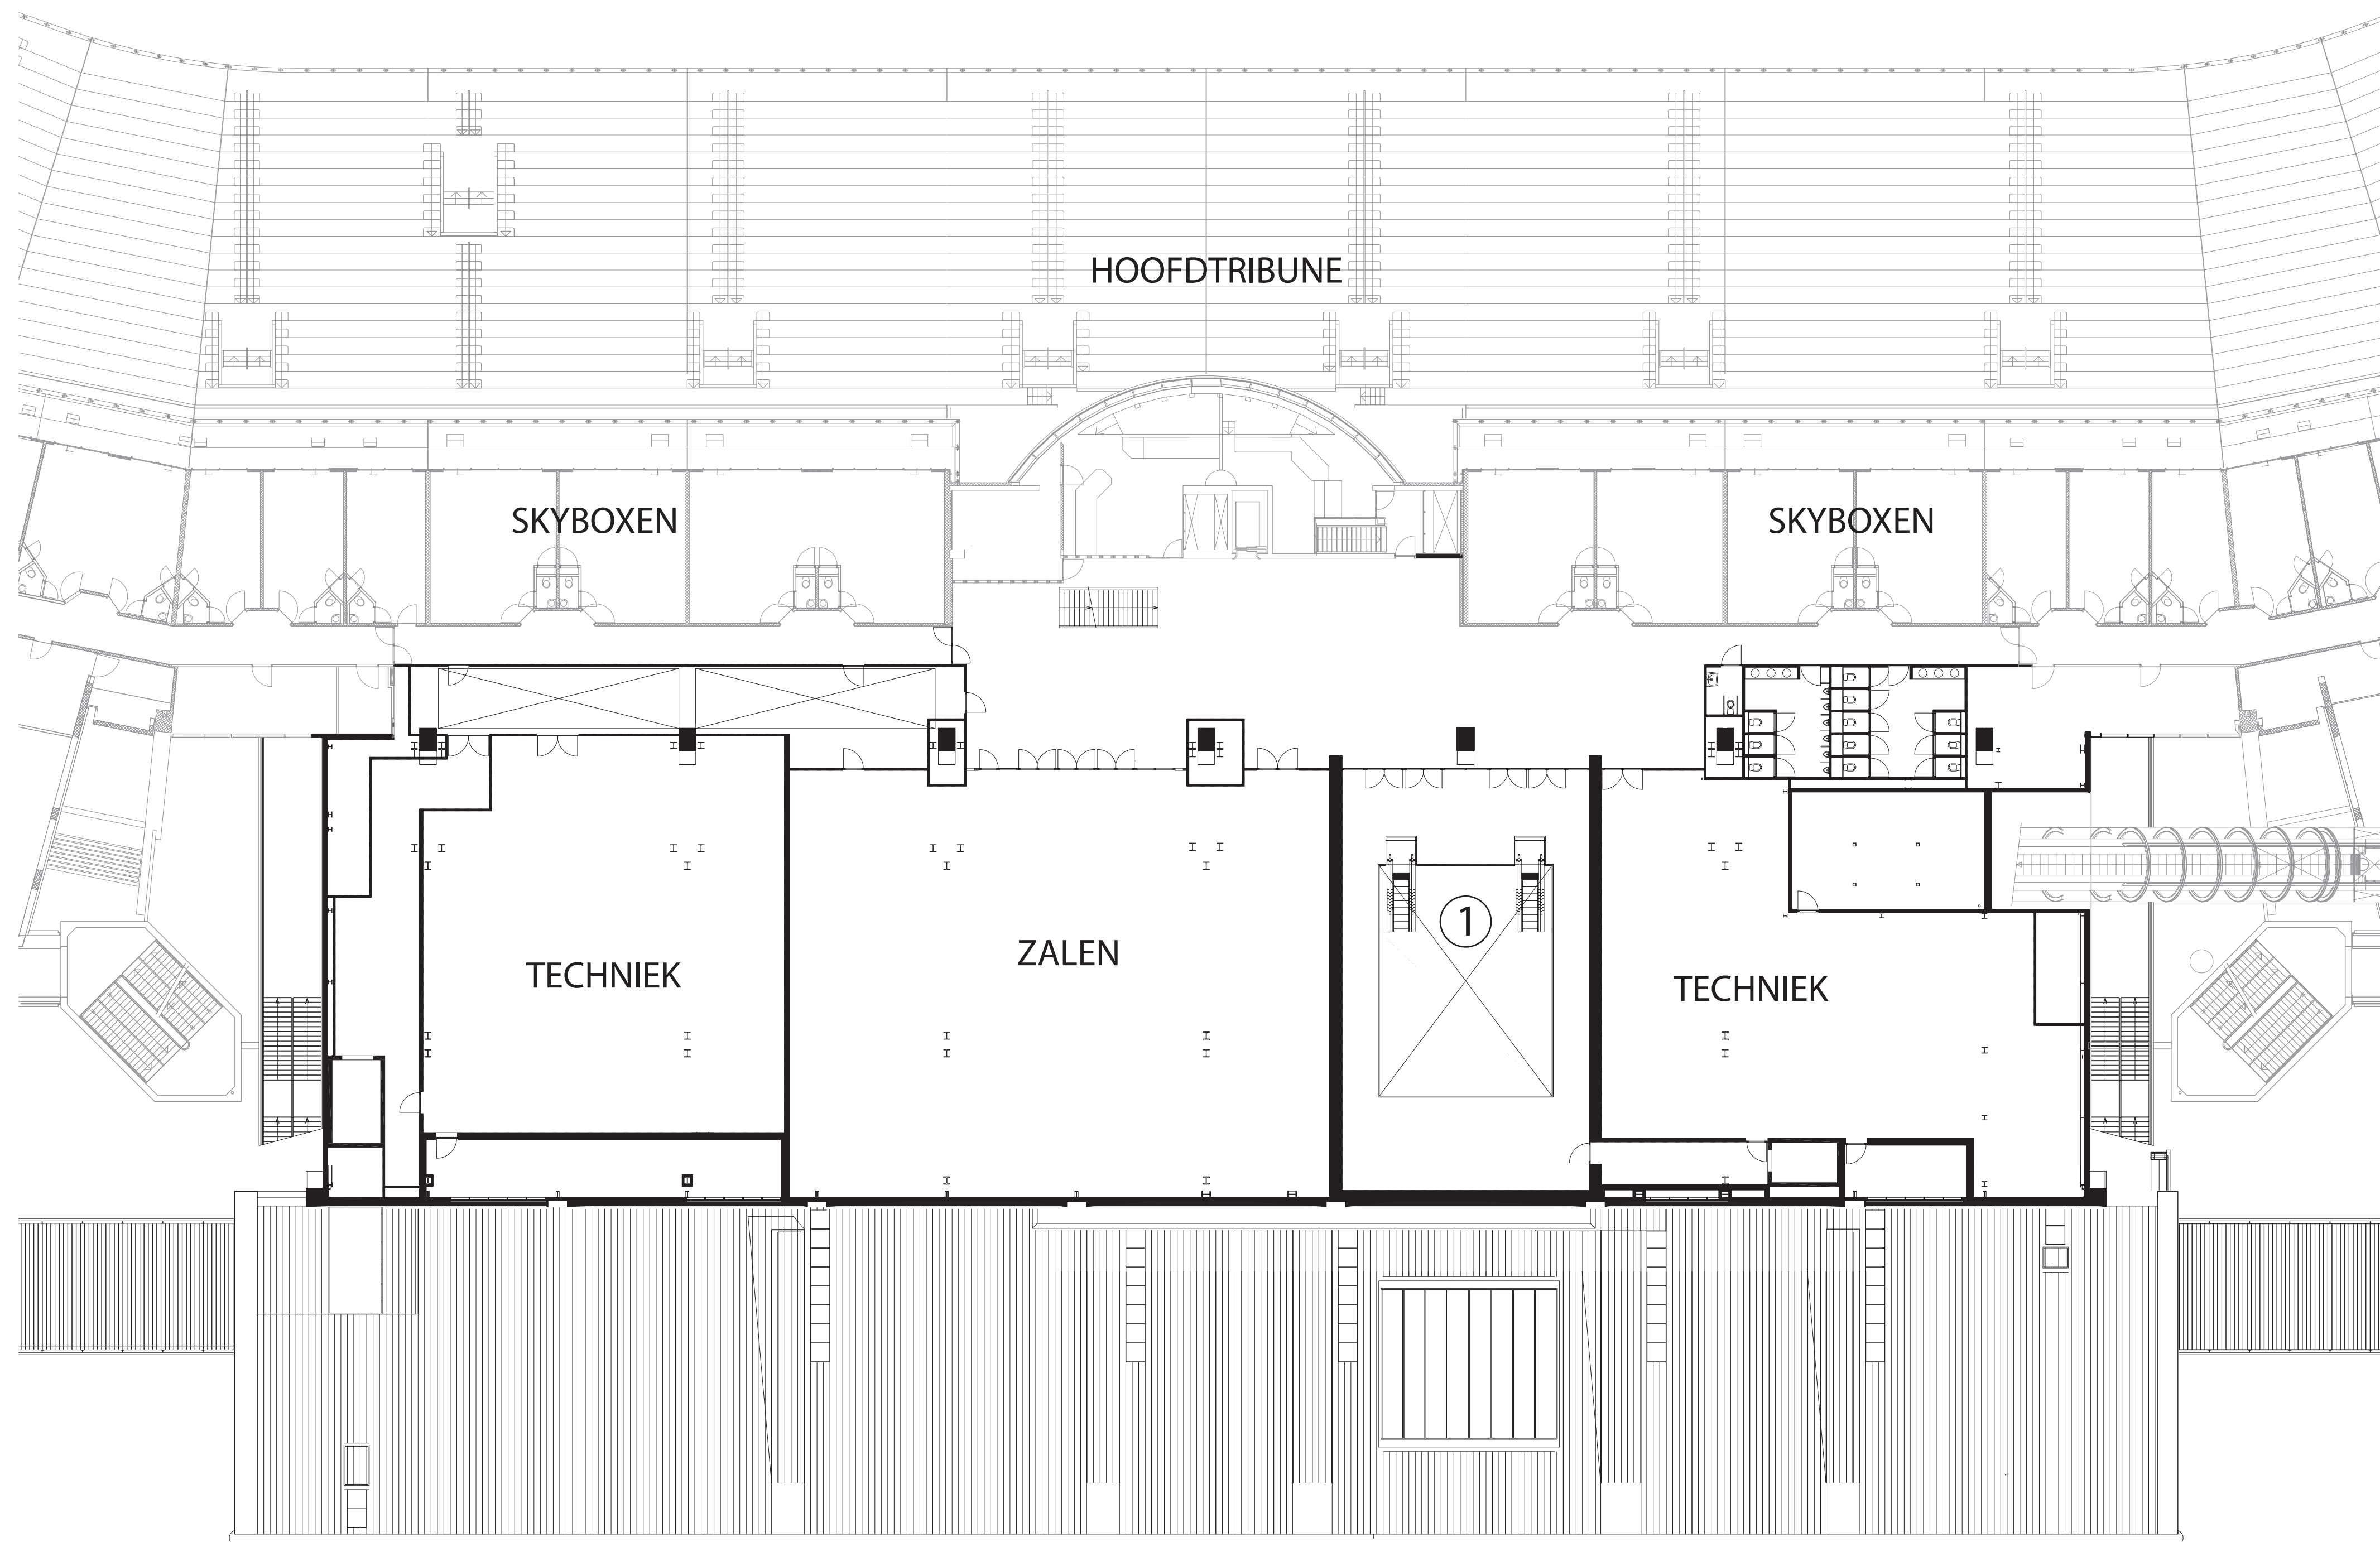 HOOFDTRIBUNE
SKYBOXEN
SKYBOXEN
1
ZALEN
TECHNIEK
TECHNIEK